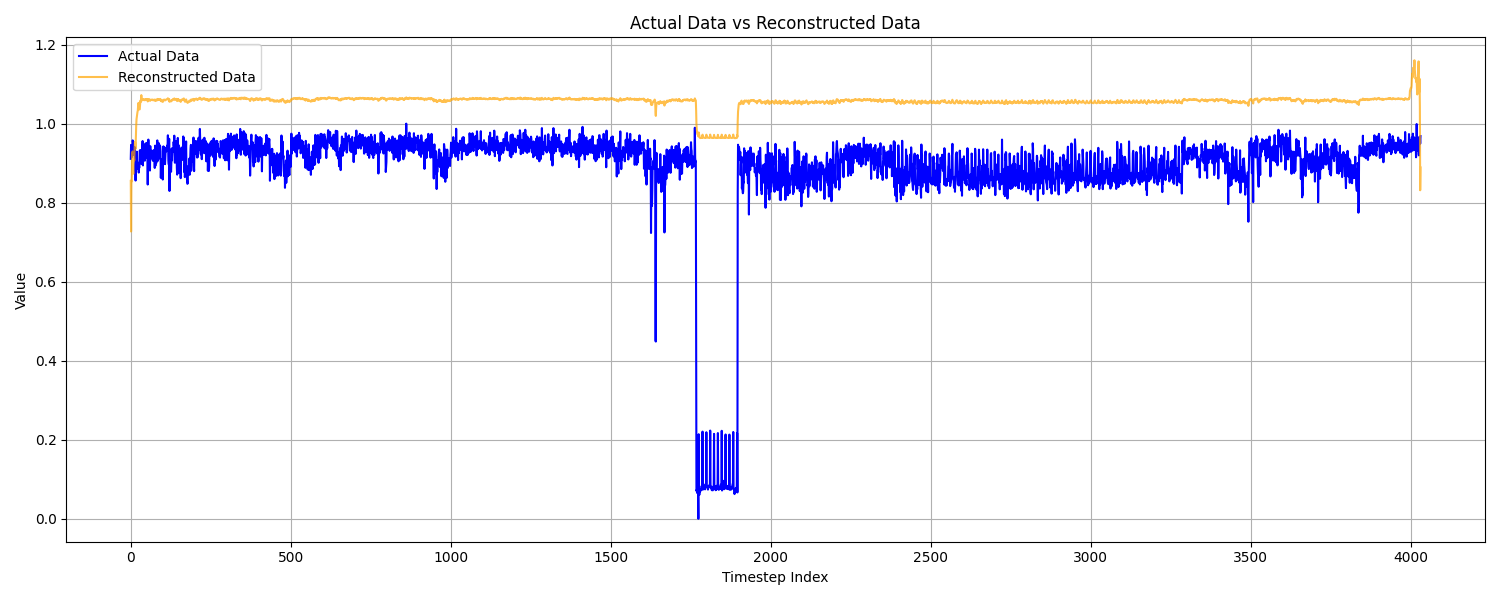 Actual Data vs Reconstructed Data
Actual Data
Reconstructed Data
1.2
1.0
0.8
0.6
0.4
0.2
0.0
Value
0 500 1000 1500 2000 2500 3000 3500 4000
Timestep Index